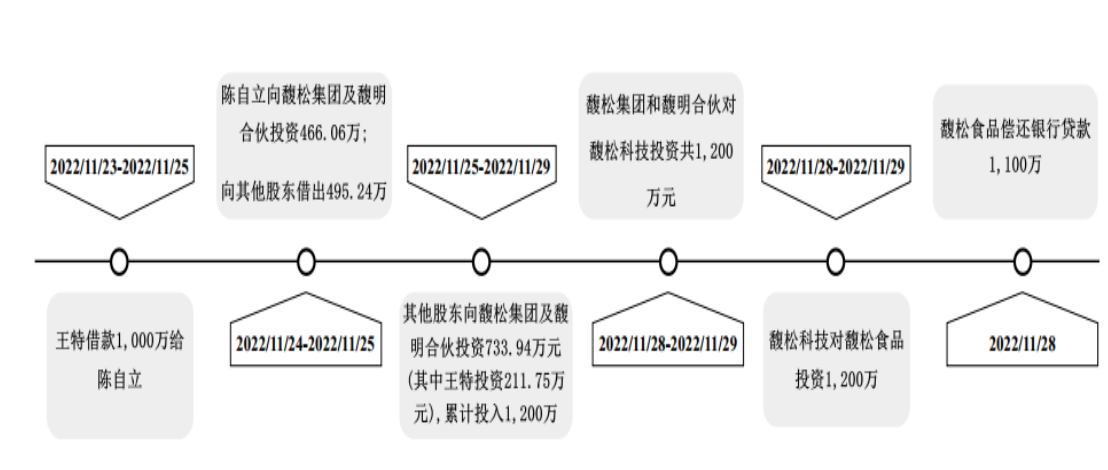 2022/11/23-2022/11/25
王特借款1,000万给
陈自立
陈自立向馥松集团及馥明
合伙投资466.06万;
向其他股东借出495.24万
2022/11/24-2022/11/25
2022/11/25-2022/11/29
其他股东向馥松集团及馥
明合伙投资733.94万元
(其中王特投资211.75万
元),累计投入1,200万
馥松集团和馥明合伙对
馥松科技投资共1,200
万元
2022/11/28-2022/11/29
2022/11/28-2022/11/29
馥松科技对馥松食品
投资1,200万
馥松食品偿还银行贷款
1,100万
2022/11/28